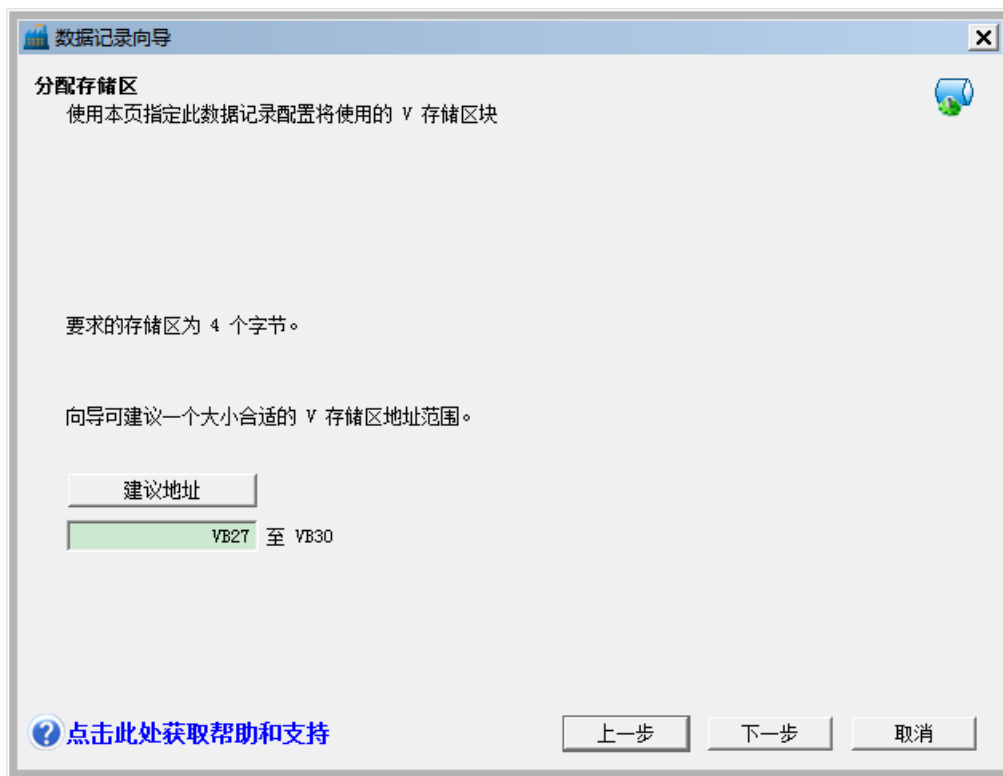 数据记录向导
分配存储区
使用本页指定此数据记录配置将使用的 V 存储区块
要求的存储区为 4 个字节。
向导可建议一个大小合适的 V 存储区地址范围。
建议地址
VB27 至 VB30
点击此处获取帮助和支持 上一步 下一步 取消